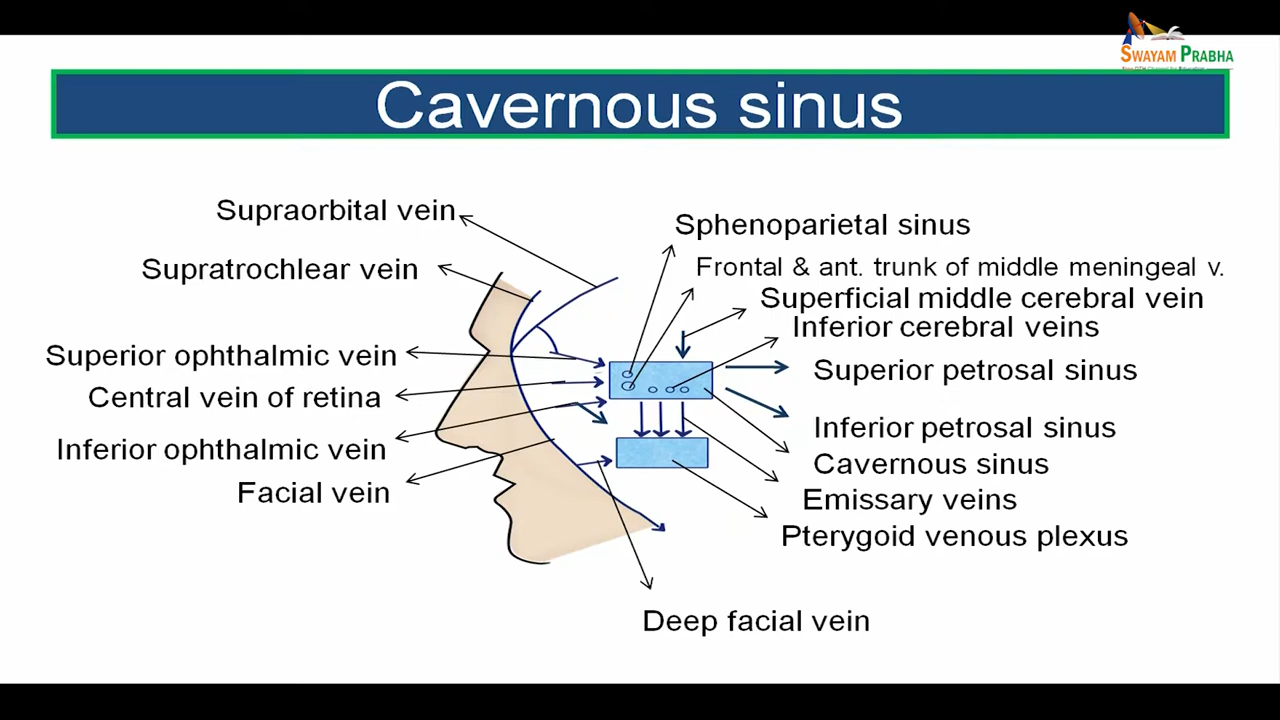 SWAYAM PRABHA
Cavernous sinus
Supraorbital vein
Supratrochlear vein
Superior ophthalmic vein
Central vein of retina
Inferior ophthalmic vein
Facial vein
Sphenoparietal sinus
Frontal & ant. trunk of middle meningeal v.
Superficial middle cerebral vein
Inferior cerebral veins
Superior petrosal sinus
Inferior petrosal sinus
Cavernous sinus
Emissary veins
Pterygoid venous plexus
Deep facial vein